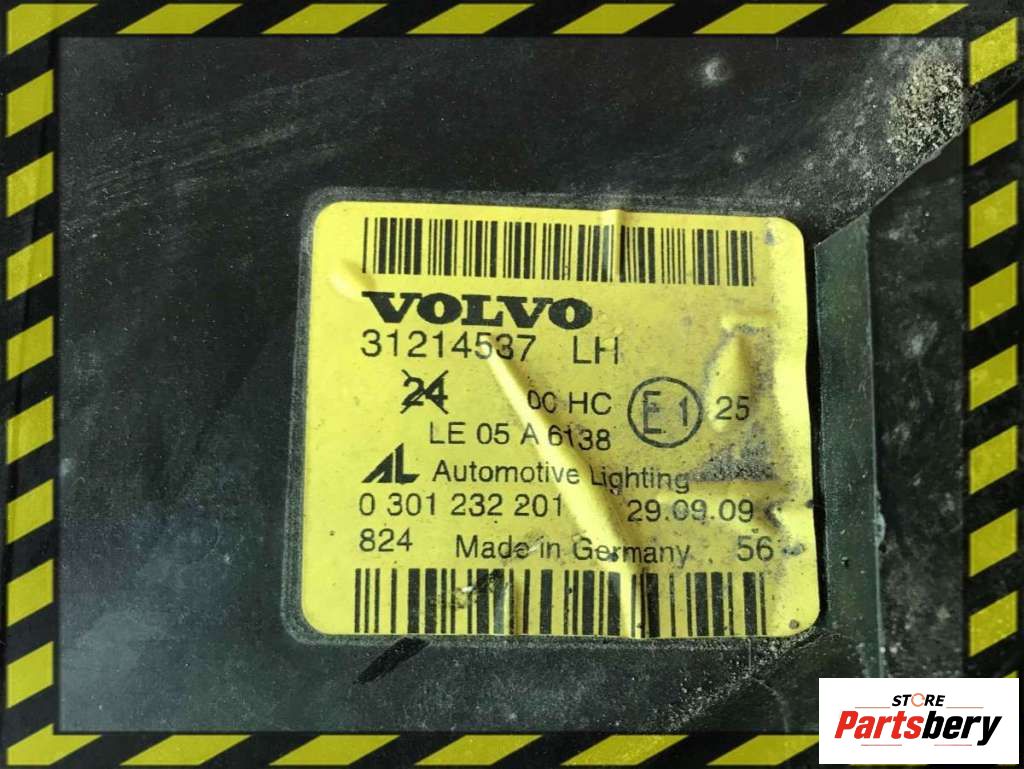 VOLVO
31214537 LH
24 DC HC E1 25
LE 05 A 6138
AL Automotive Lighting
0 301 232 201 29.09.09
824 Made in Germany 56
STORE
Partsbery